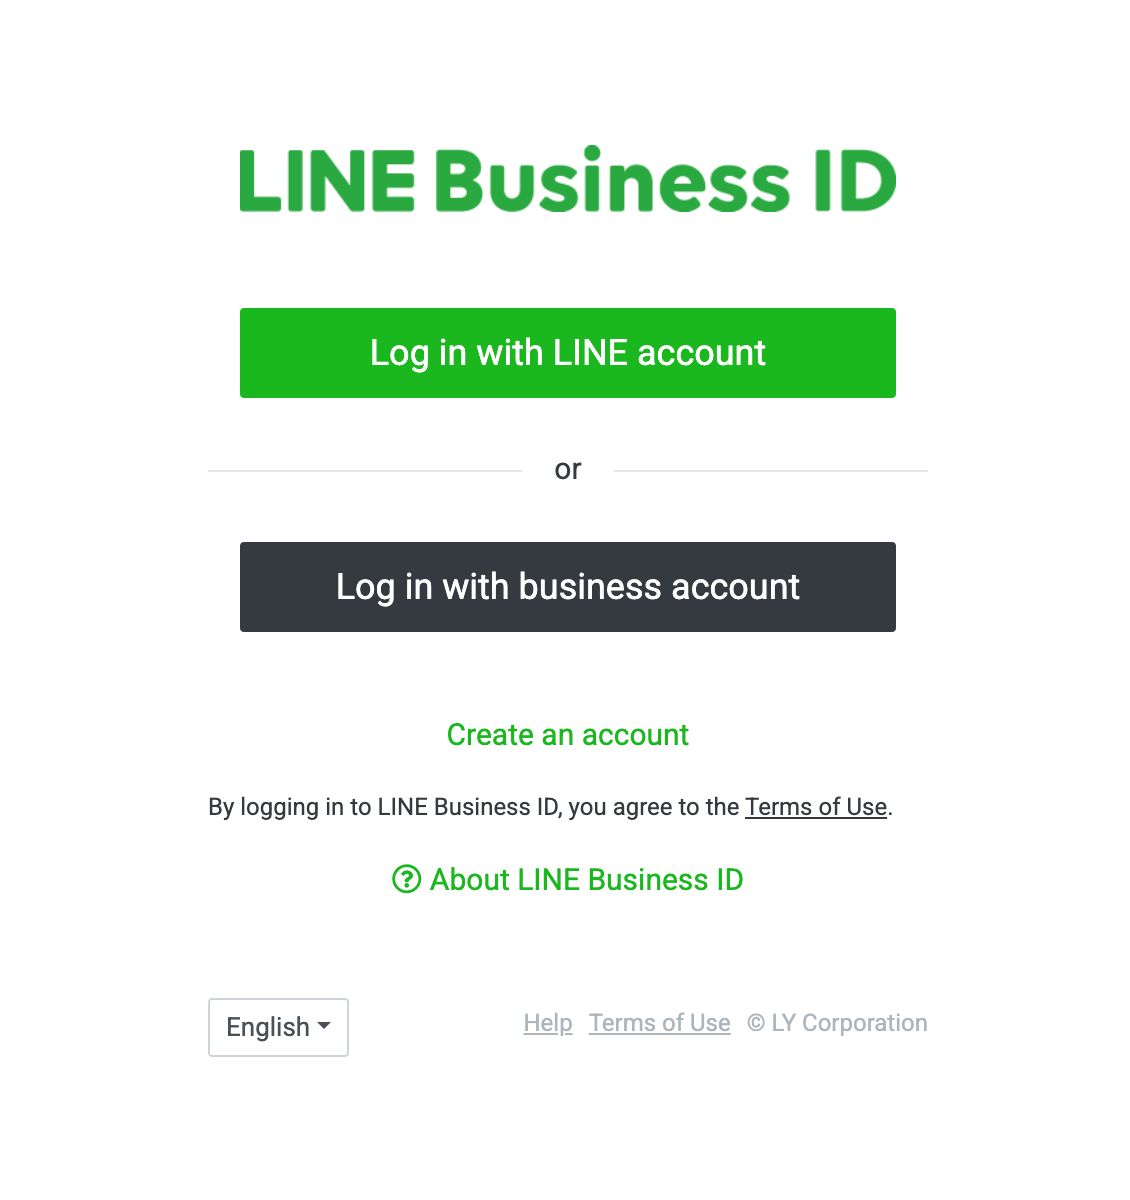 LINE Business ID
Log in with LINE account
or
Log in with business account
Create an account
By logging in to LINE Business ID, you agree to the Terms of Use.
About LINE Business ID
English
Help Terms of Use © LY Corporation